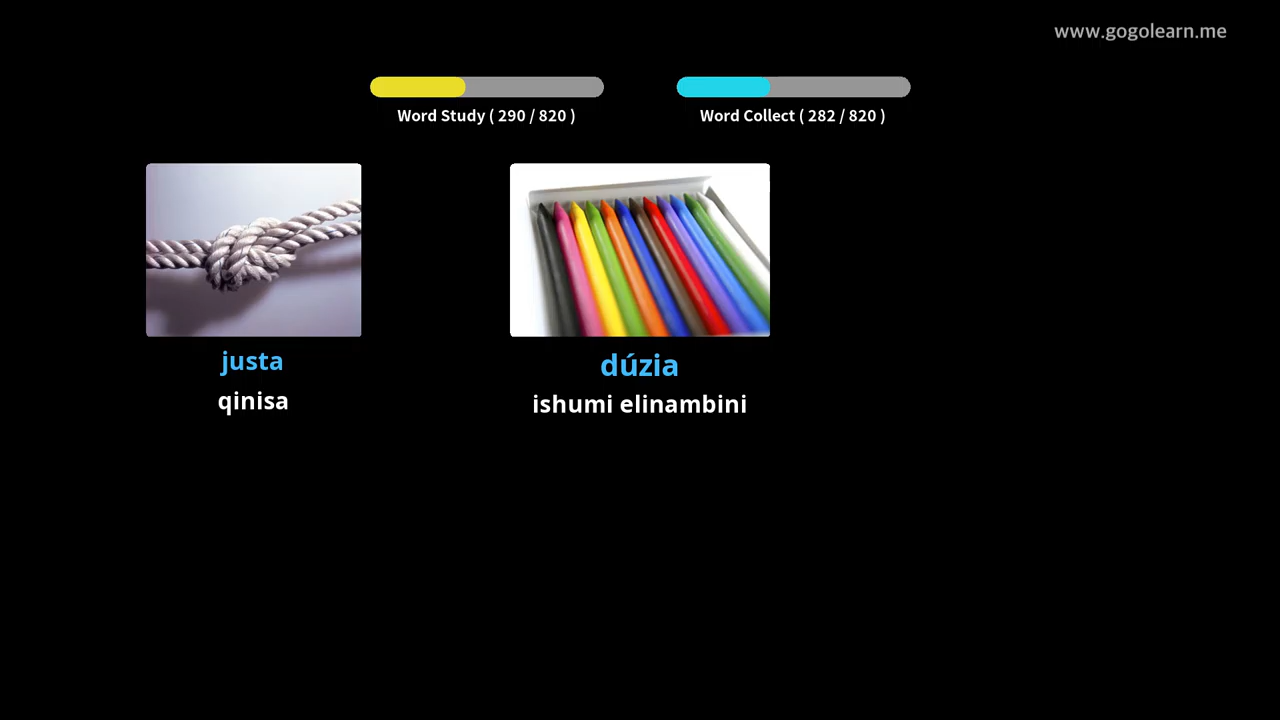 www.gogolearn.me
Word Study ( 290 / 820 )
Word Collect ( 282 / 820 )
justa
qinisa
dúzia
ishumi elinambini